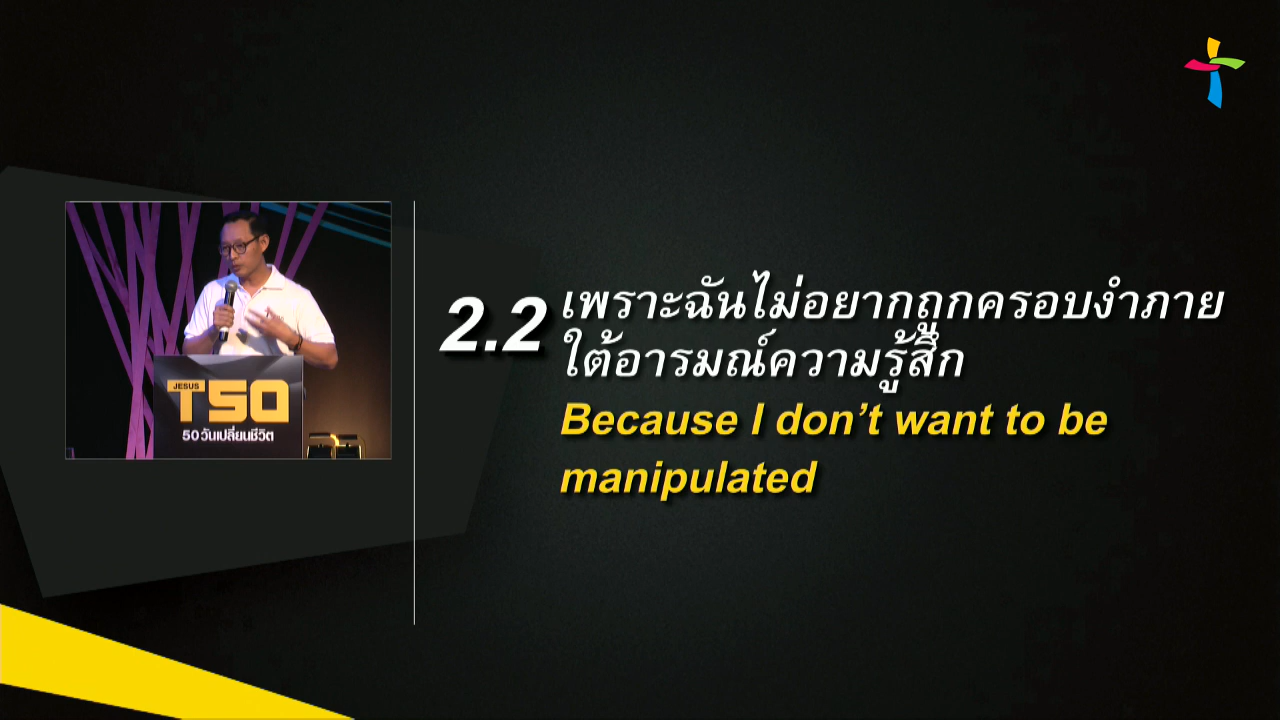 JESUS
T50
50 วันเปลี่ยนชีวิต
2.2 เพราะฉันไม่อยากถูกครอบงำภาย
ใต้อารมณ์ความรู้สึก
Because I don’t want to be
manipulated